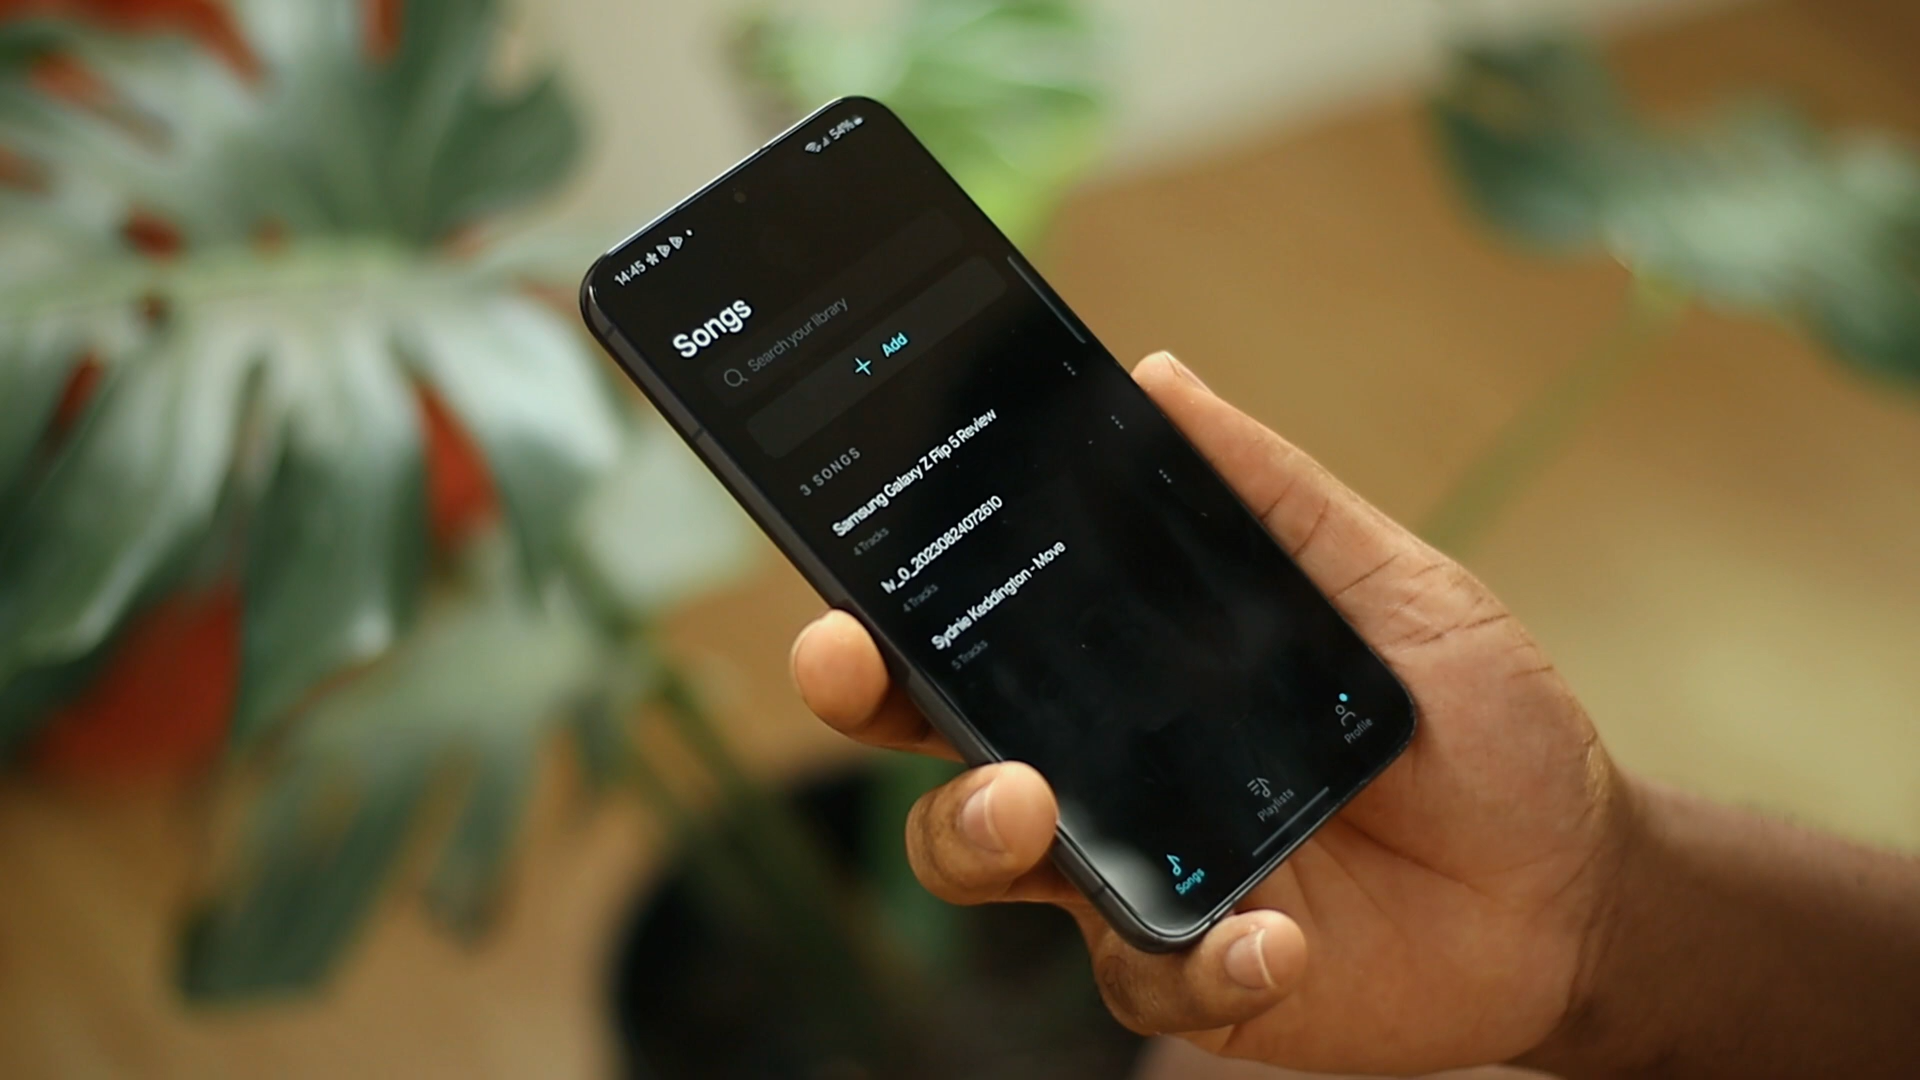 14:45
54%
Songs
Search your library
+ Add
3 SONGS
Samsung Galaxy Z Flip 5 Review
4 Tracks
lv_0_20230824072610
4 Tracks
Sydnie Keddington - Move
5 Tracks
Songs
Playlists
Profile